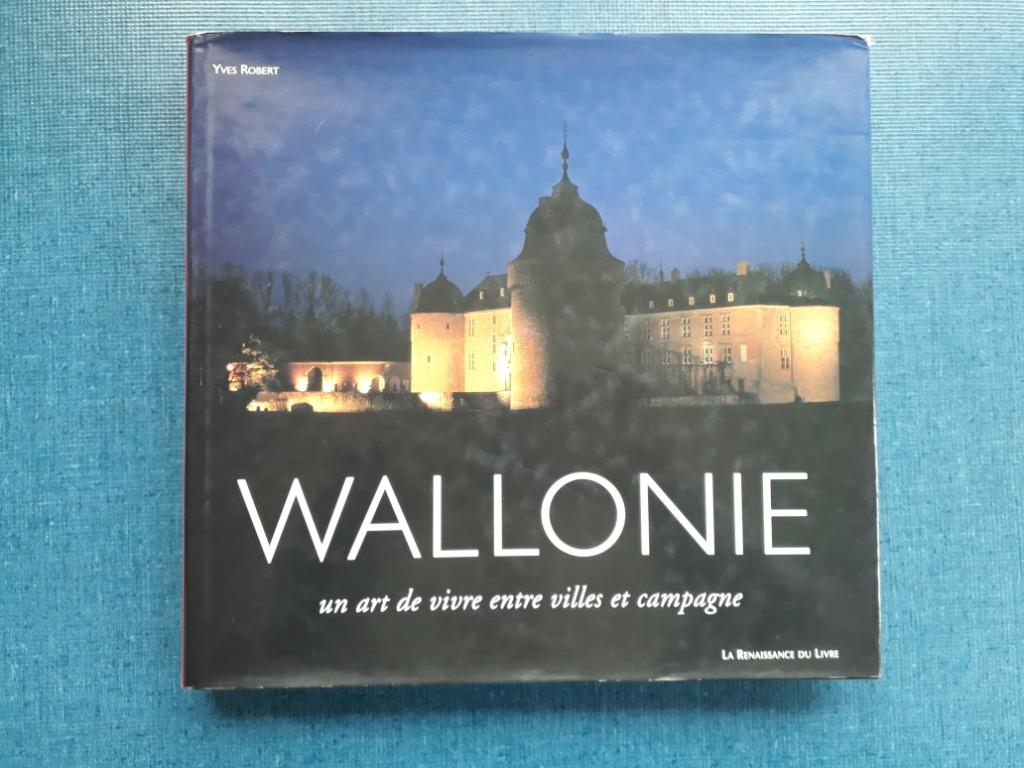 YVES ROBERT
WALLONIE
un art de vivre entre villes et campagne
LA RENAISSANCE DU LIVRE